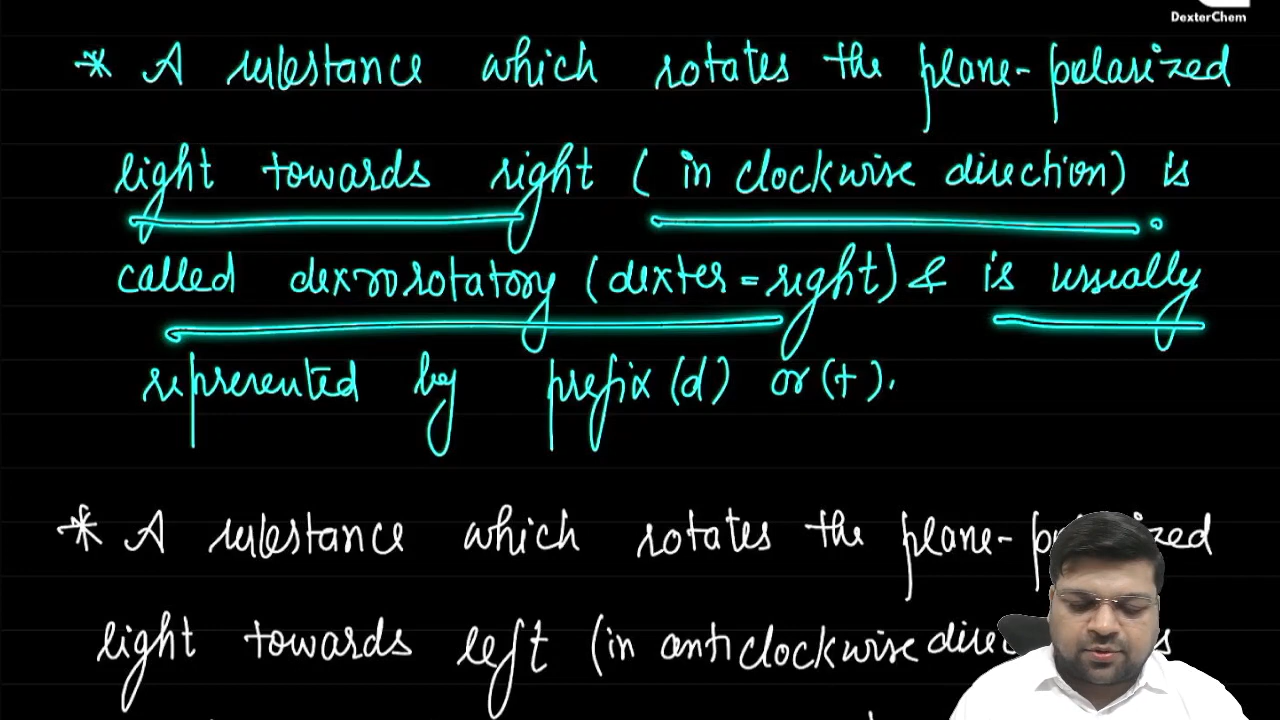 DexterChem
* A substance which rotates the plane-polarized
light towards right (in clockwise direction) is
called dextrorotatory (dexter = right) & is usually
represented by prefix (d) or (+).
* A substance which rotates the plane-
light towards left (in anticlockwise